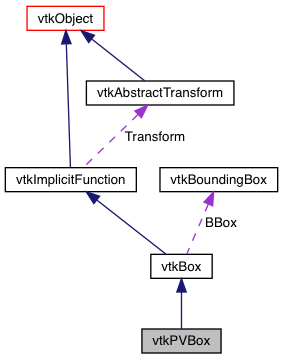 vtkObject
vtkAbstractTransform
Transform
vtkImplicitFunction
vtkBoundingBox
BBox
vtkBox
vtkPVBox